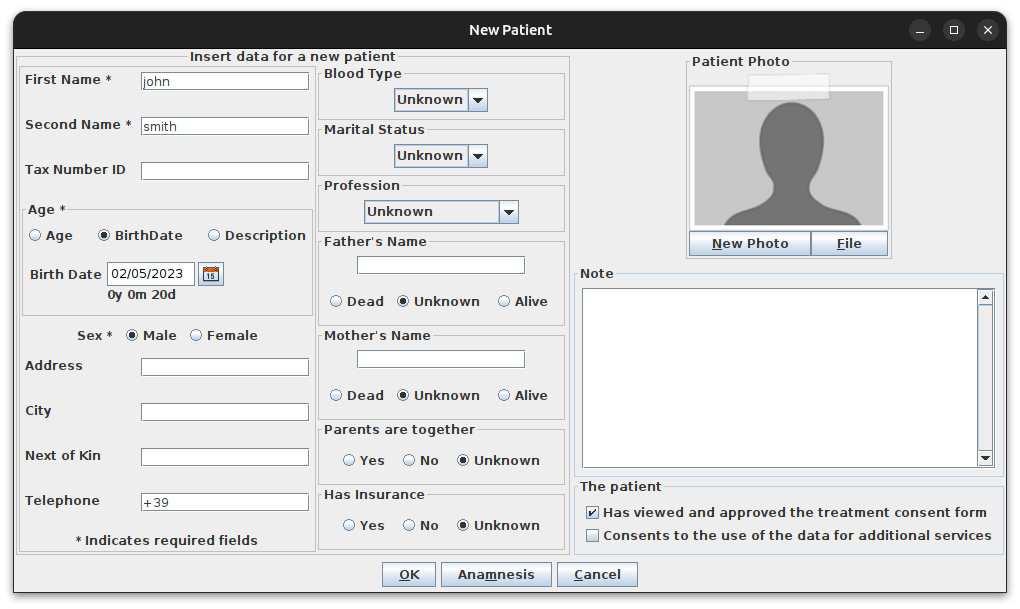 New Patient
Insert data for a new patient
First Name *
john
Second Name *
smith
Tax Number ID
Age *
Age
BirthDate
Description
Birth Date
02/05/2023
15
0y 0m 20d
Sex *
Male
Female
Address
City
Next of Kin
Telephone
+39
* Indicates required fields
Blood Type
Unknown
Marital Status
Unknown
Profession
Unknown
Father's Name
Dead
Unknown
Alive
Mother's Name
Dead
Unknown
Alive
Parents are together
Yes
No
Unknown
Has Insurance
Yes
No
Unknown
Patient Photo
New Photo
File
Note
The patient
Has viewed and approved the treatment consent form
Consents to the use of the data for additional services
OK
Anamnesis
Cancel